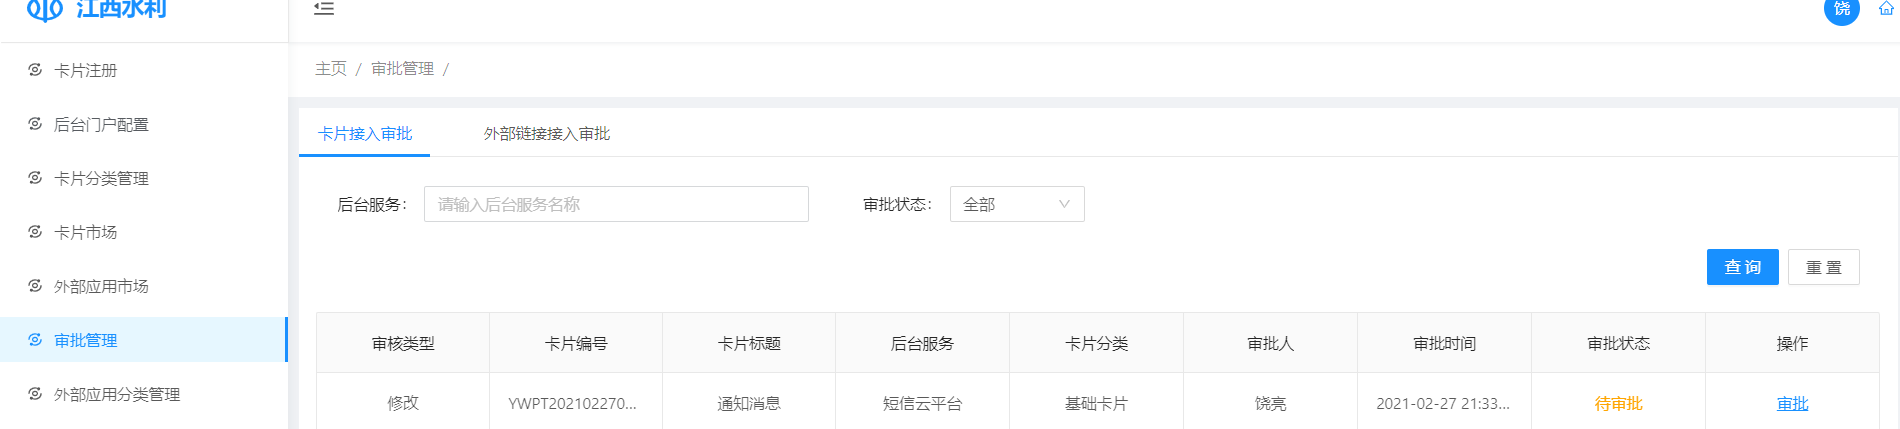 江西水利
饶
卡片注册
后台门户配置
卡片分类管理
卡片市场
外部应用市场
审批管理
外部应用分类管理
主页 / 审批管理 /
卡片接入审批 外部链接接入审批
后台服务： 请输入后台服务名称 审批状态： 全部
查询 重置
审核类型 卡片编号 卡片标题 后台服务 卡片分类 审批人 审批时间 审批状态 操作
修改 YWPT202102270... 通知消息 短信云平台 基础卡片 饶亮 2021-02-27 21:33... 待审批 审批